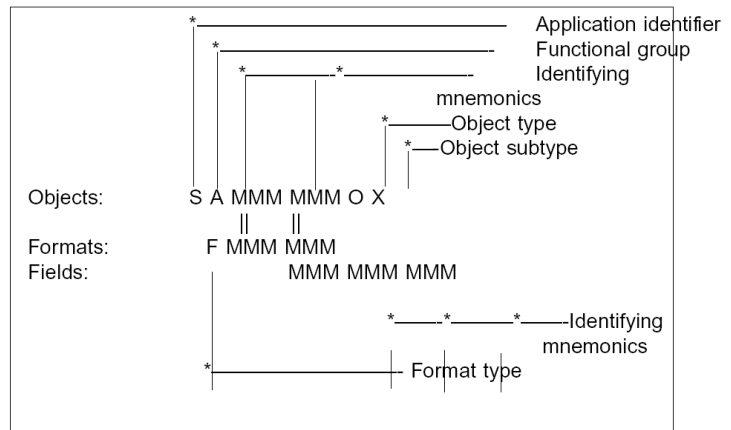 * Application identifier
* Functional group
* * Identifying
mnemonics
* Object type
* Object subtype
Objects: S A MMM MMM O X
|| ||
Formats: F MMM MMM
Fields: MMM MMM MMM
* * * Identifying
mnemonics
* Format type